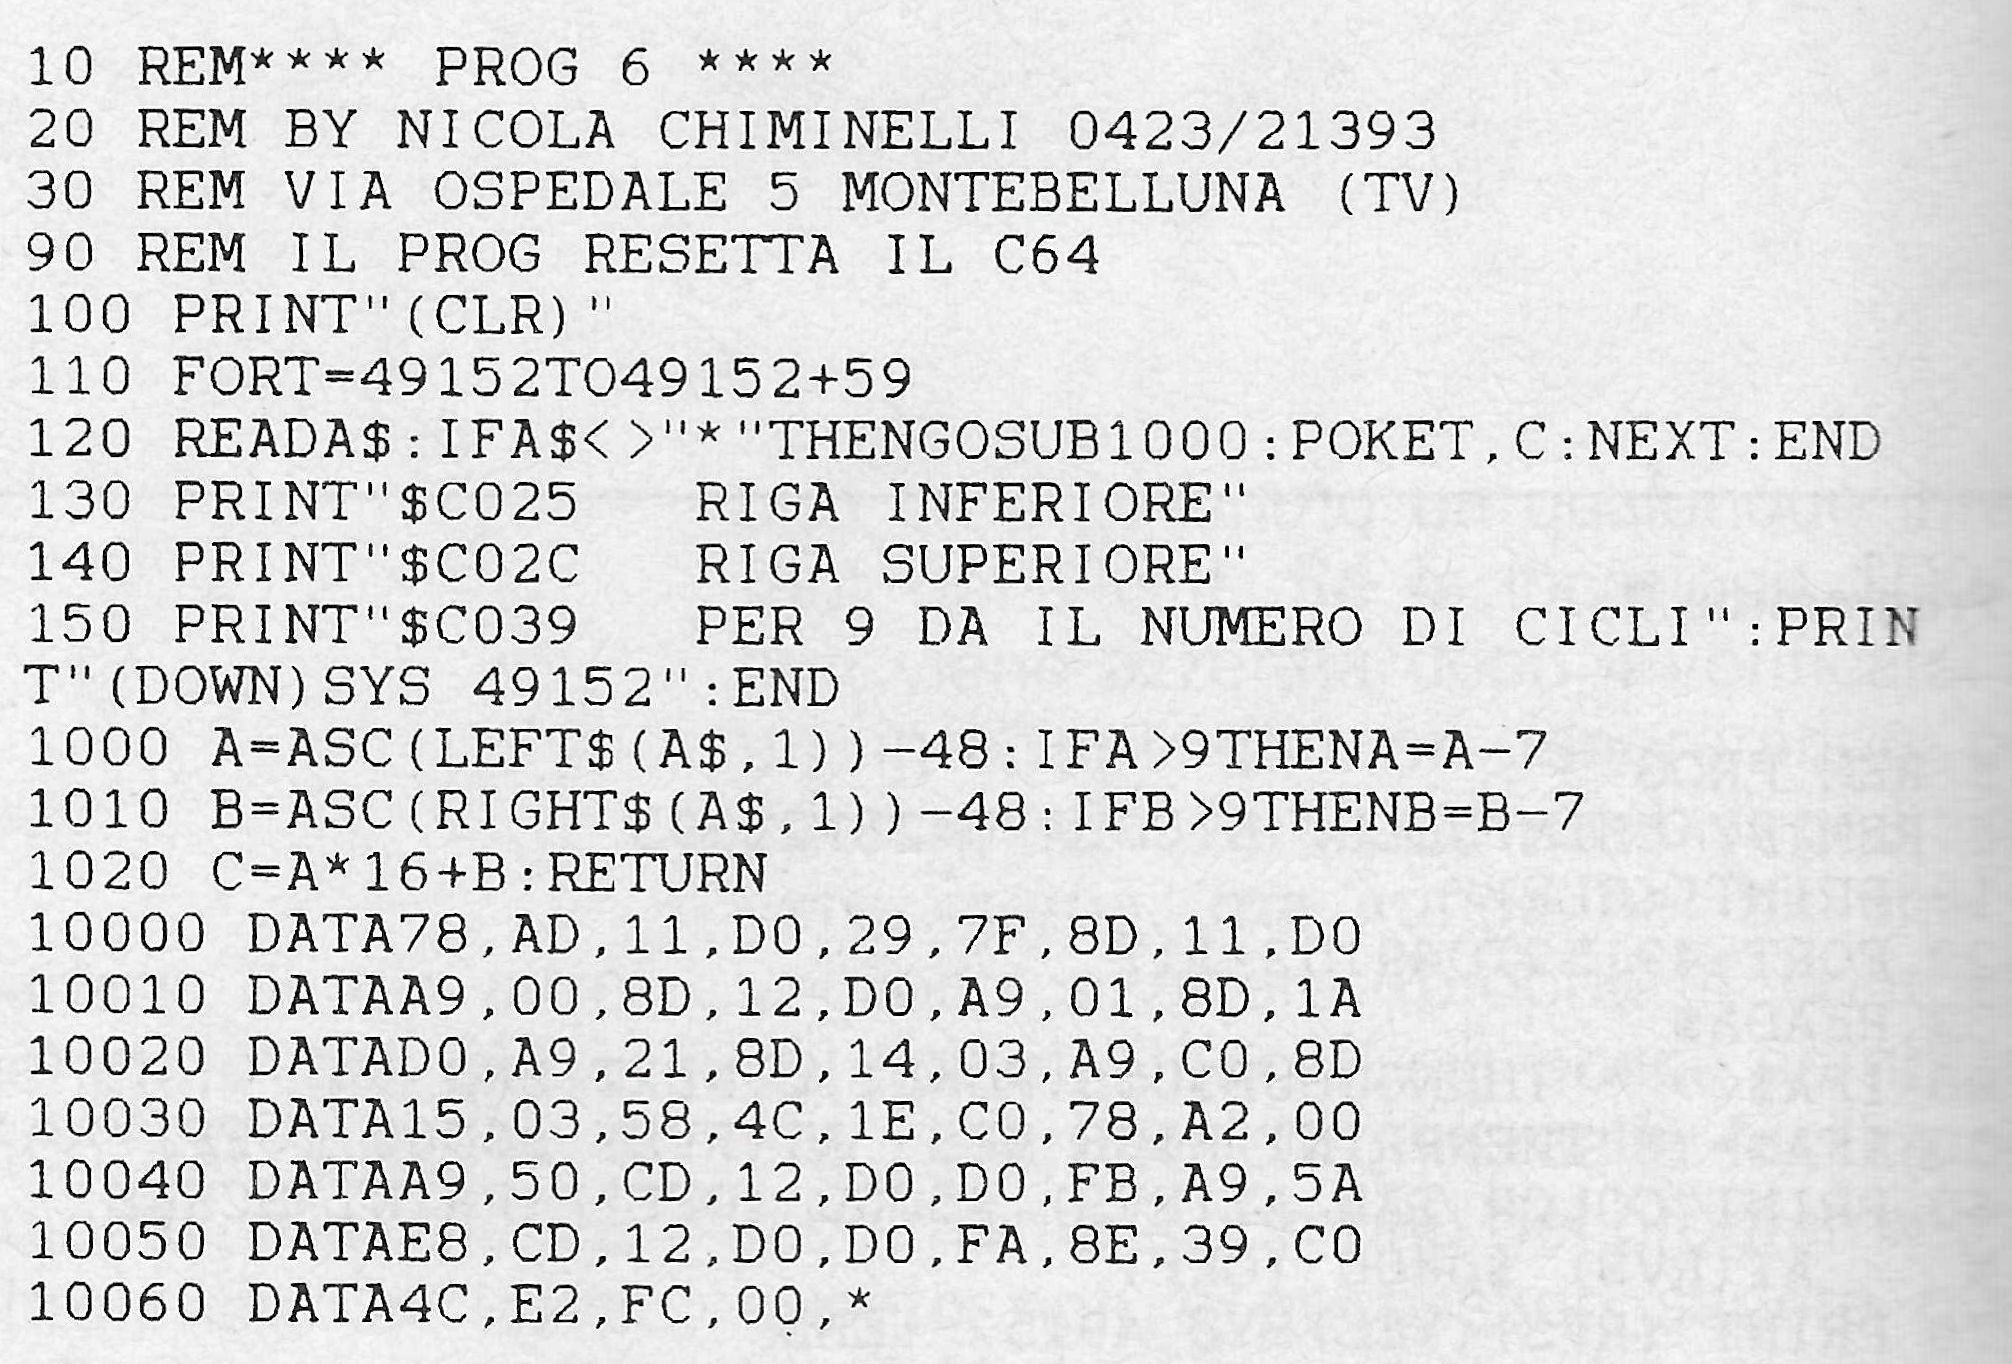 10 REM**** PROG 6 ****
20 REM BY NICOLA CHIMINELLI 0423/21393
30 REM VIA OSPEDALE 5 MONTEBELLUNA (TV)
90 REM IL PROG RESETTA IL C64
100 PRINT"(CLR)"
110 FORT=49152TO49152+59
120 READA$:IFA$<>"*"THENGOSUB1000:POKET,C:NEXT:END
130 PRINT"$C025   RIGA INFERIORE"
140 PRINT"$C02C   RIGA SUPERIORE"
150 PRINT"$C039   PER 9 DA IL NUMERO DI CICLI":PRIN
T"(DOWN)SYS 49152":END
1000 A=ASC(LEFT$(A$,1))-48:IFA>9THENA=A-7
1010 B=ASC(RIGHT$(A$,1))-48:IFB>9THENB=B-7
1020 C=A*16+B:RETURN
10000 DATA78,AD,11,D0,29,7F,8D,11,D0
10010 DATAA9,00,8D,12,D0,A9,01,8D,1A
10020 DATAD0,A9,21,8D,14,03,A9,C0,8D
10030 DATA15,03,58,4C,1E,C0,78,A2,00
10040 DATAA9,50,CD,12,D0,D0,FB,A9,5A
10050 DATAE8,CD,12,D0,D0,FA,8E,39,C0
10060 DATA4C,E2,FC,00,*